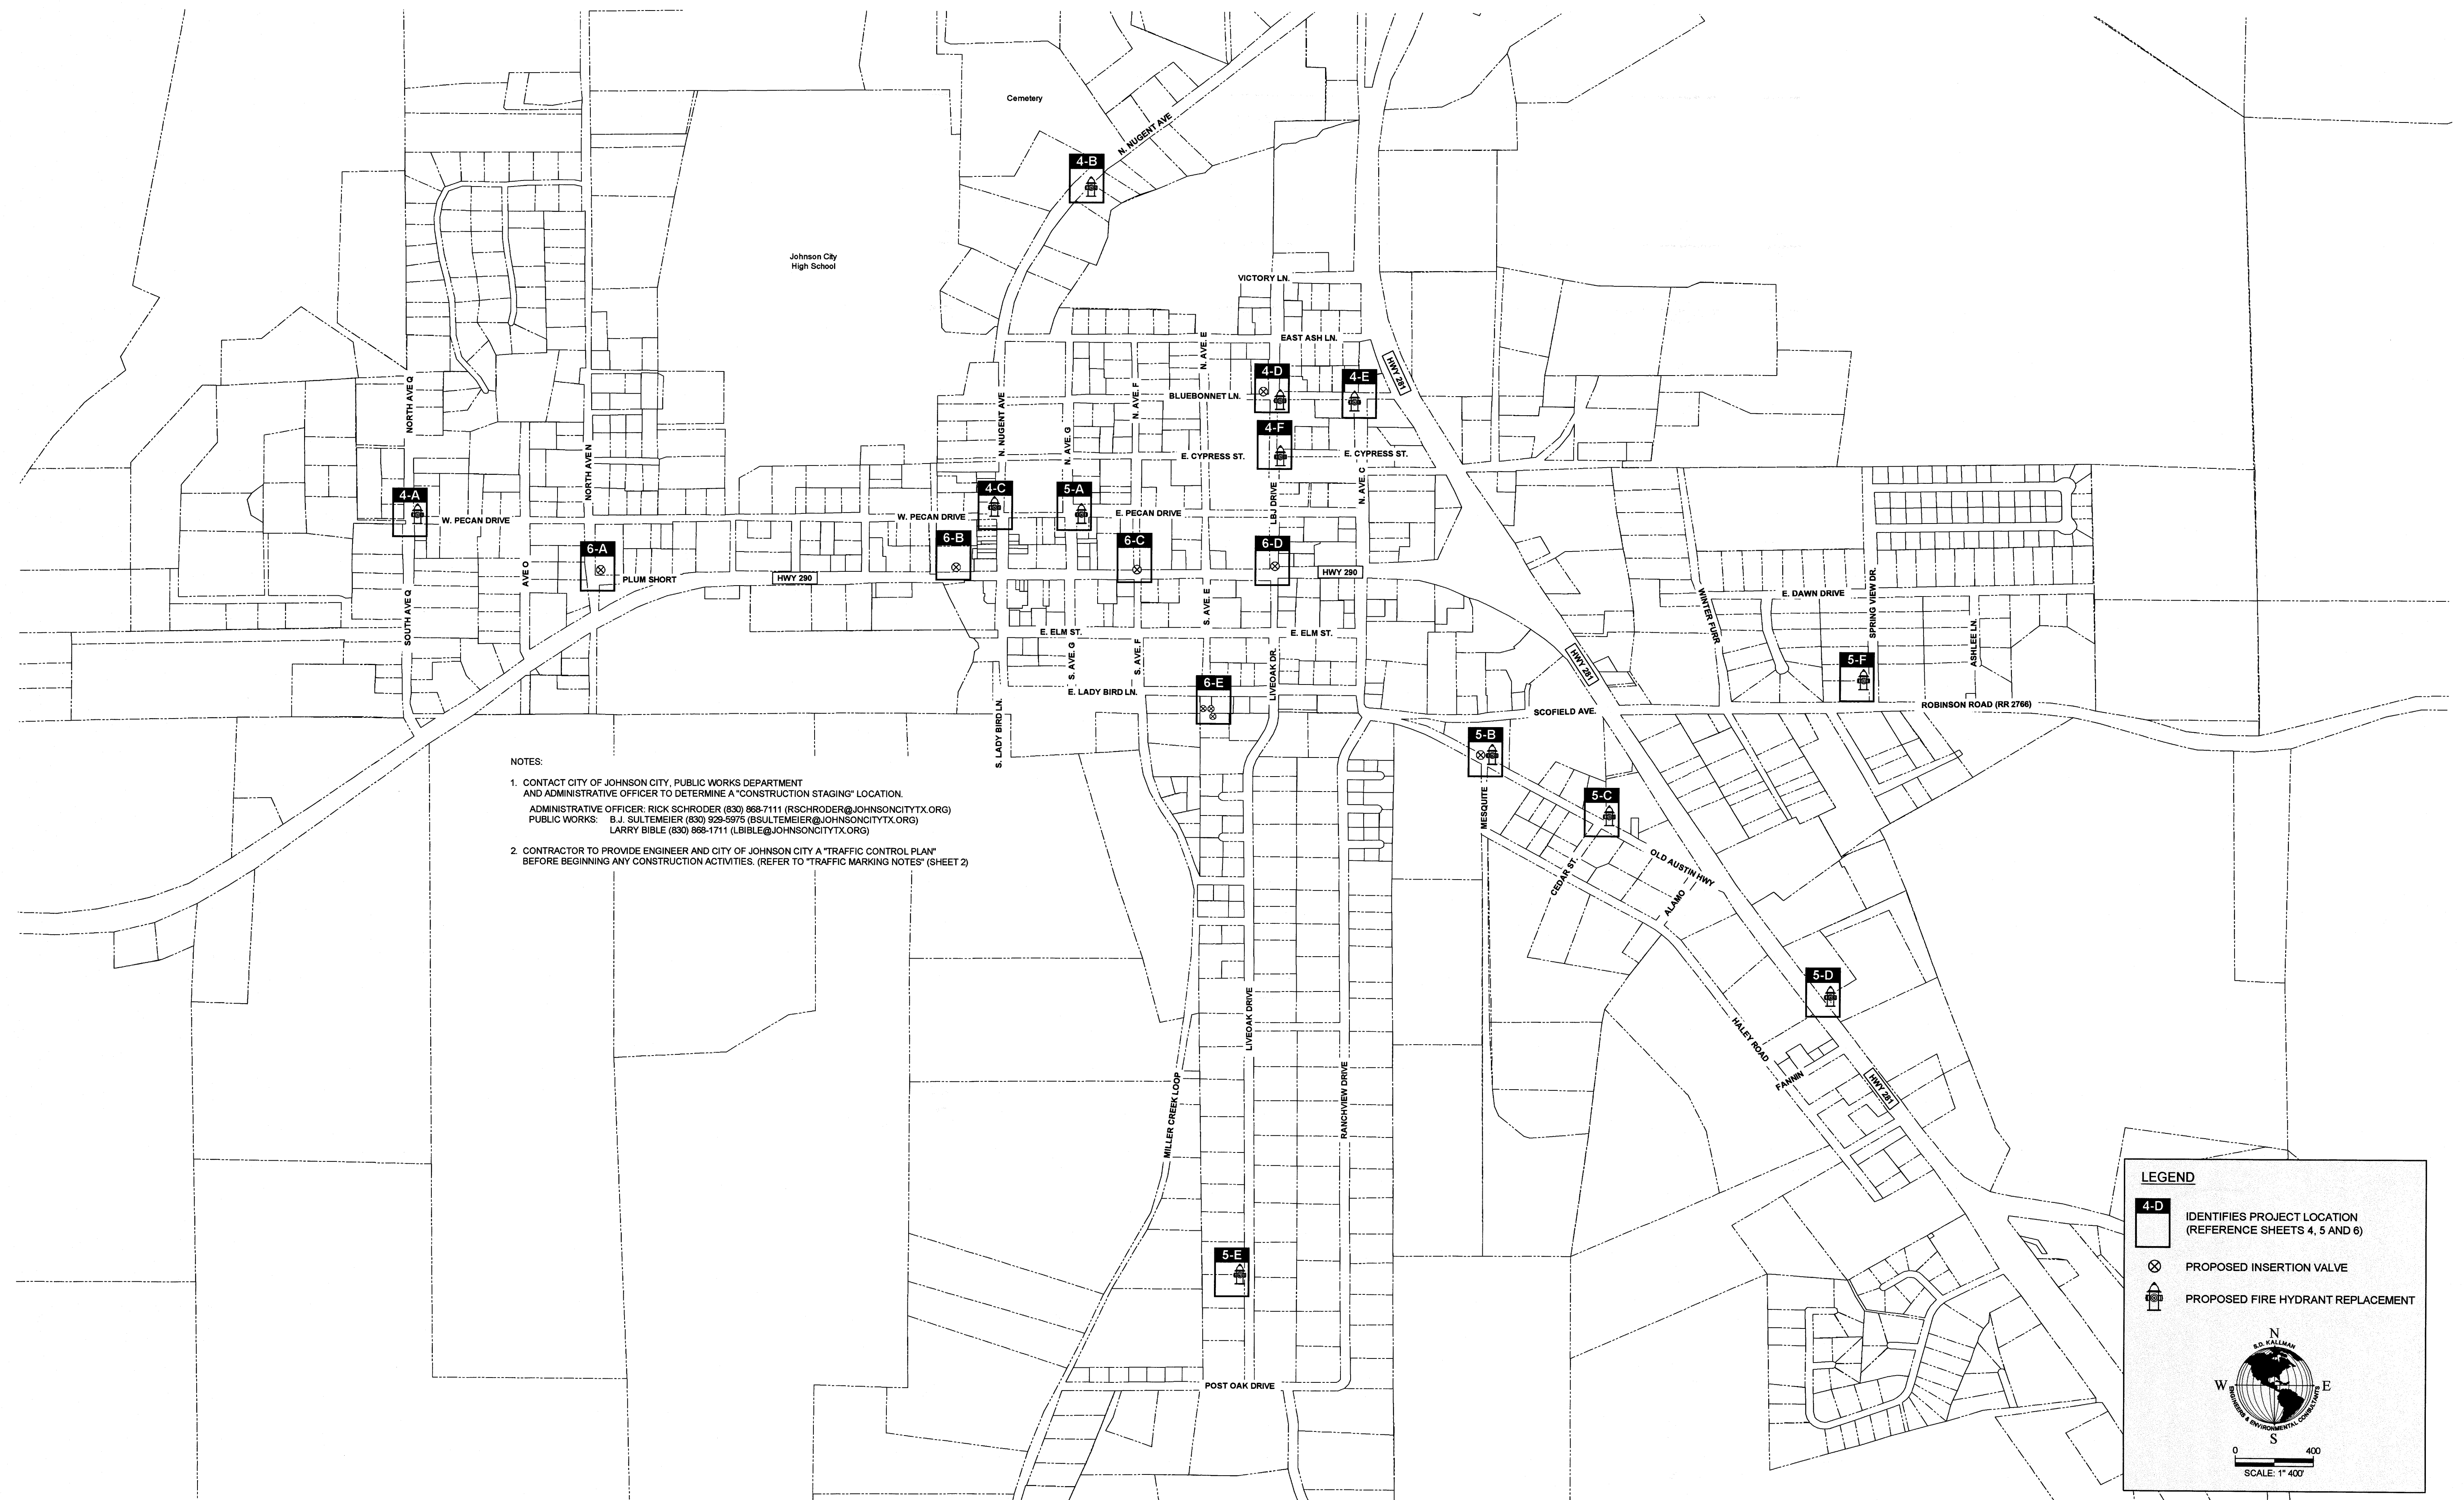 Cemetery
N. NUGENT AVE
4-B
Johnson City
High School
VICTORY LN.
N. AVE. E
EAST ASH LN.
HWY 281
4-D
4-E
NORTH AVE Q
N. AVE. F
BLUEBONNET LN.
N. NUGENT AVE
4-F
N. AVE. G
E. CYPRESS ST.
E. CYPRESS ST.
NORTH AVE N
N. AVE. C
4-A
4-C
5-A
LBJ DRIVE
W. PECAN DRIVE
W. PECAN DRIVE
E. PECAN DRIVE
6-A
6-B
6-C
6-D
AVE O
PLUM SHORT
HWY 290
HWY 290
SOUTH AVE Q
S. AVE. E
WINTER FURR
E. DAWN DRIVE
SPRING VIEW DR.
ASHLEE LN.
E. ELM ST.
E. ELM ST.
S. AVE. G
S. AVE. F
HWY 281
5-F
LIVEOAK DR.
6-E
E. LADY BIRD LN.
S. LADY BIRD LN.
SCOFIELD AVE.
ROBINSON ROAD (RR 2766)
5-B
MESQUITE
5-C
CEDAR ST.
OLD AUSTIN HWY
ALAMO
NOTES:
1. CONTACT CITY OF JOHNSON CITY, PUBLIC WORKS DEPARTMENT
AND ADMINISTRATIVE OFFICER TO DETERMINE A "CONSTRUCTION STAGING" LOCATION.
ADMINISTRATIVE OFFICER: RICK SCHRODER (830) 868-7111 (RSCHRODER@JOHNSONCITYTX.ORG)
PUBLIC WORKS: B.J. SULTEMEIER (830) 929-5975 (BSULTEMEIER@JOHNSONCITYTX.ORG)
LARRY BIBLE (830) 868-1711 (LBIBLE@JOHNSONCITYTX.ORG)
2. CONTRACTOR TO PROVIDE ENGINEER AND CITY OF JOHNSON CITY A "TRAFFIC CONTROL PLAN"
BEFORE BEGINNING ANY CONSTRUCTION ACTIVITIES. (REFER TO "TRAFFIC MARKING NOTES" (SHEET 2)
5-D
LIVEOAK DRIVE
HALEY ROAD
FANNIN
HWY 281
MILLER CREEK LOOP
RANCHVIEW DRIVE
5-E
POST OAK DRIVE
LEGEND
4-D
IDENTIFIES PROJECT LOCATION
(REFERENCE SHEETS 4, 5 AND 6)
PROPOSED INSERTION VALVE
PROPOSED FIRE HYDRANT REPLACEMENT
N
S.D. KALLMAN
W
E
ENGINEERS & ENVIRONMENTAL CONSULTANTS
S
0 400
SCALE: 1" 400'